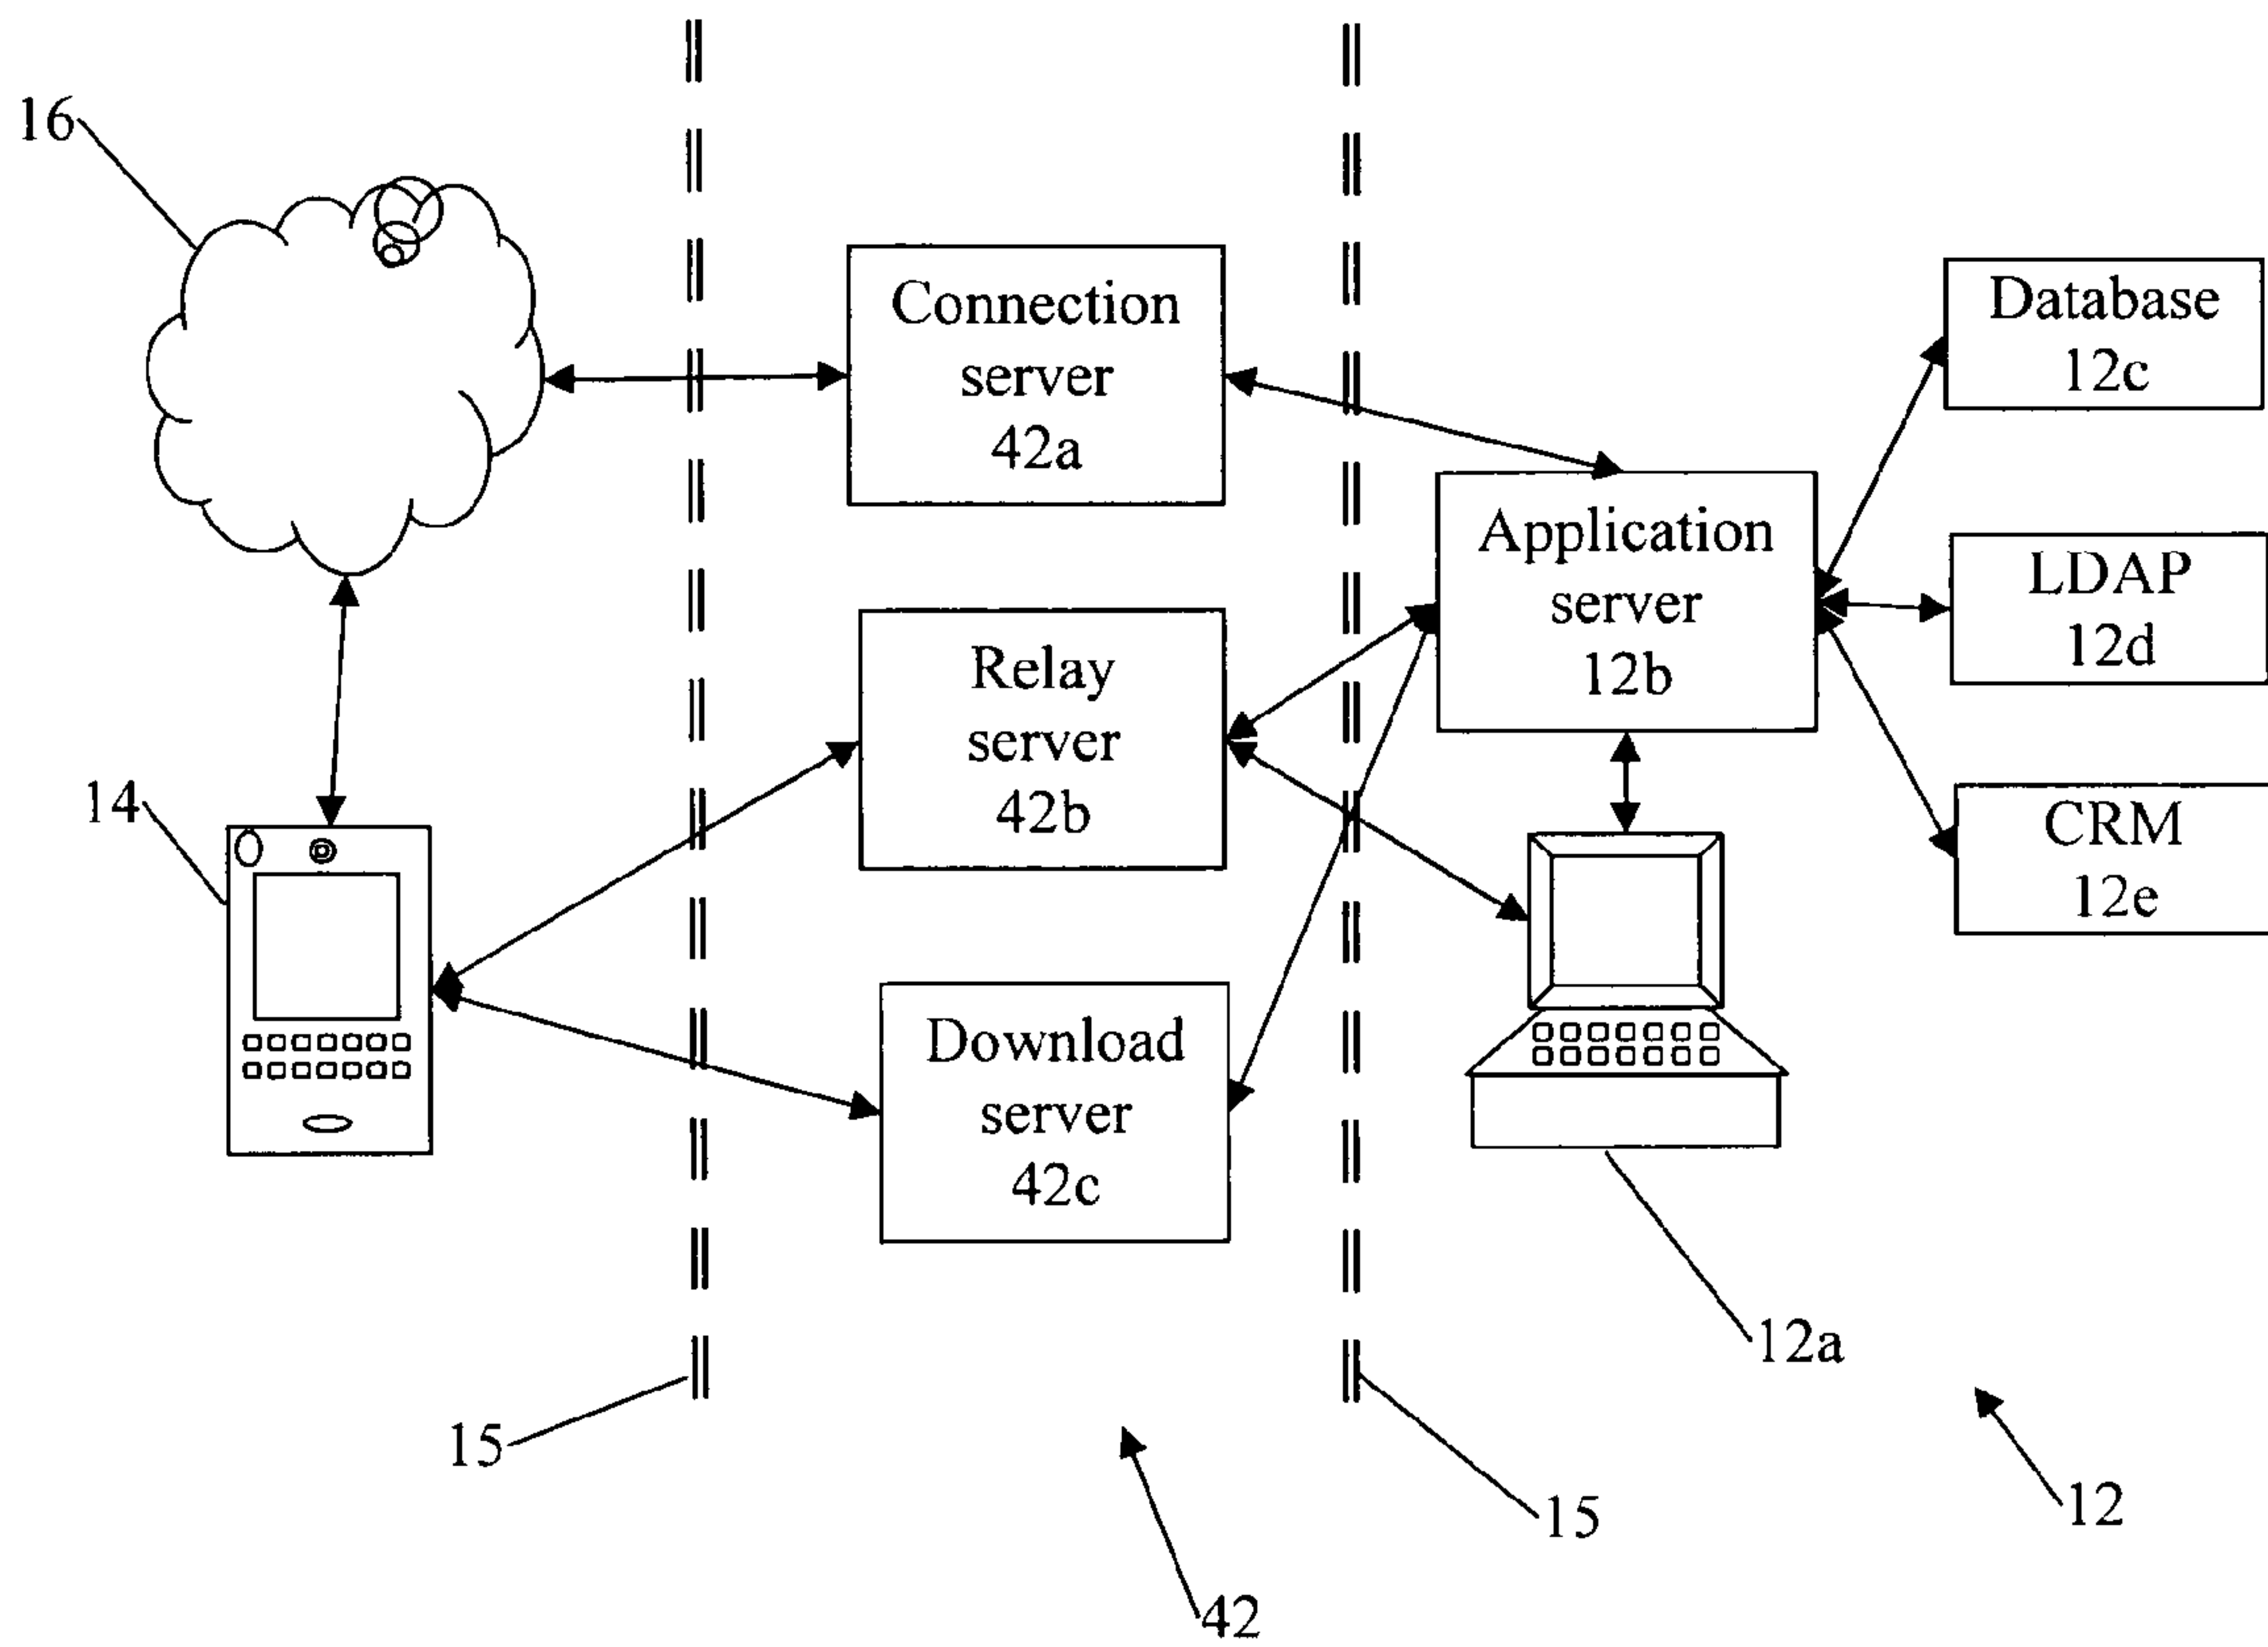 16
Connection
server
42a
Database
12c
Application
server
12b
LDAP
12d
Relay
server
42b
14
CRM
12e
Download
server
42c
12a
15
15
12
42